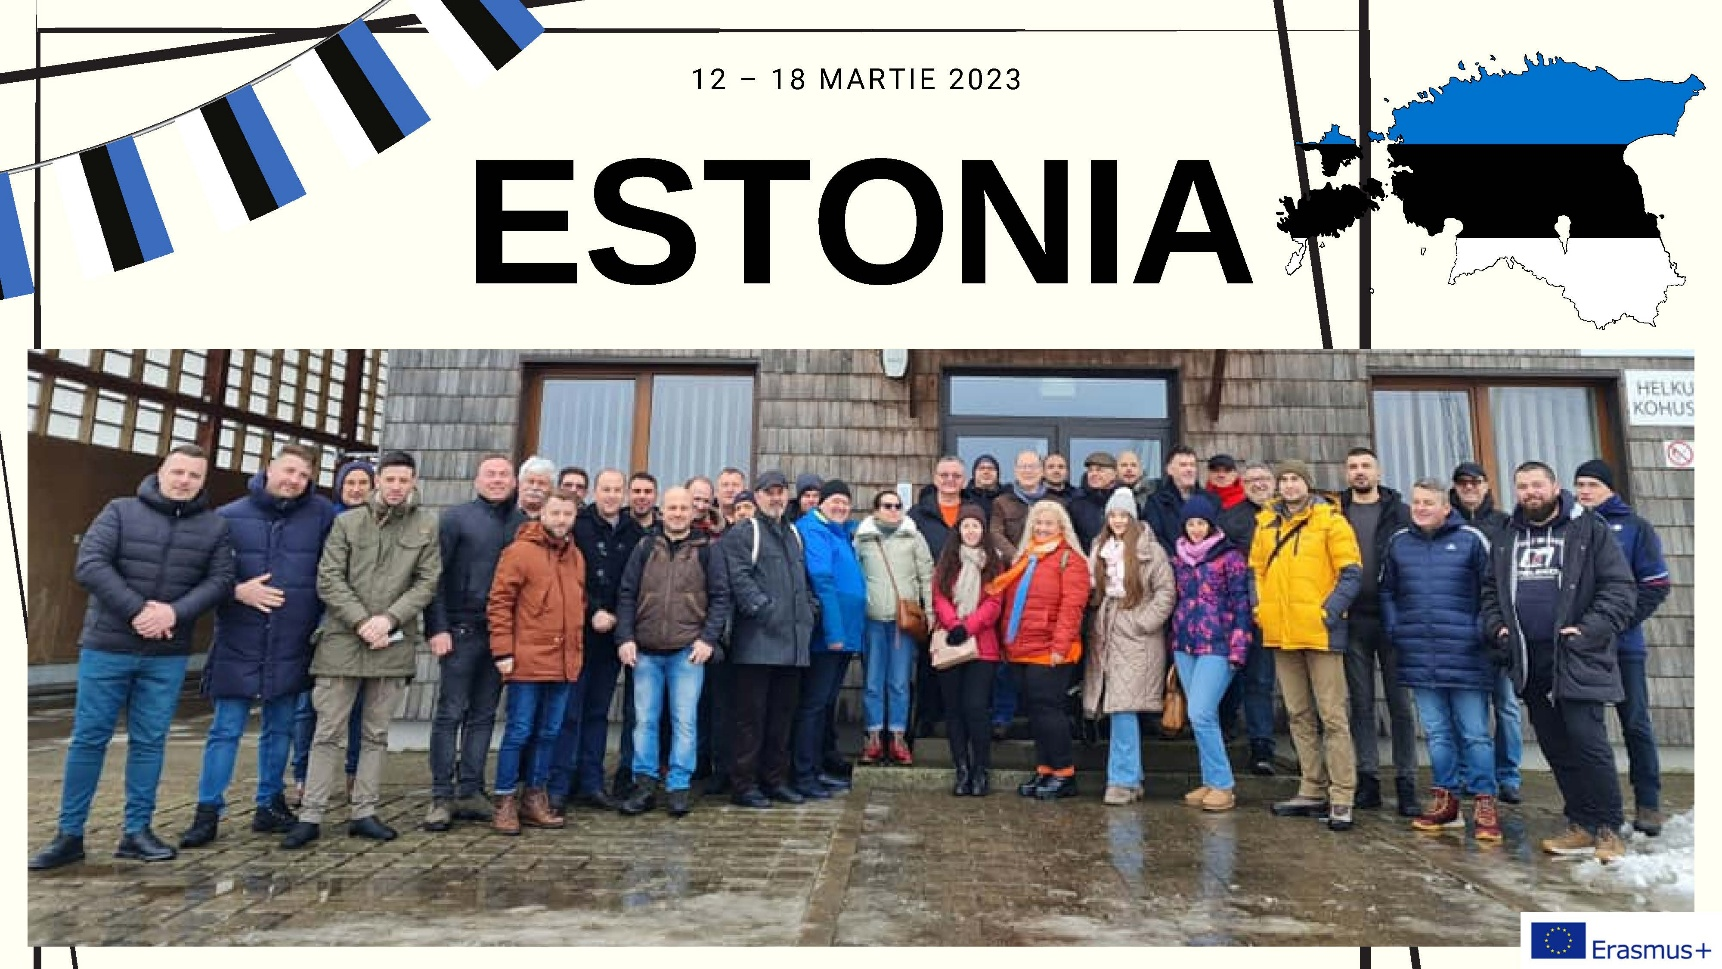 12 – 18 MARTIE 2023
ESTONIA
HELKU
KOHUS
Erasmus+